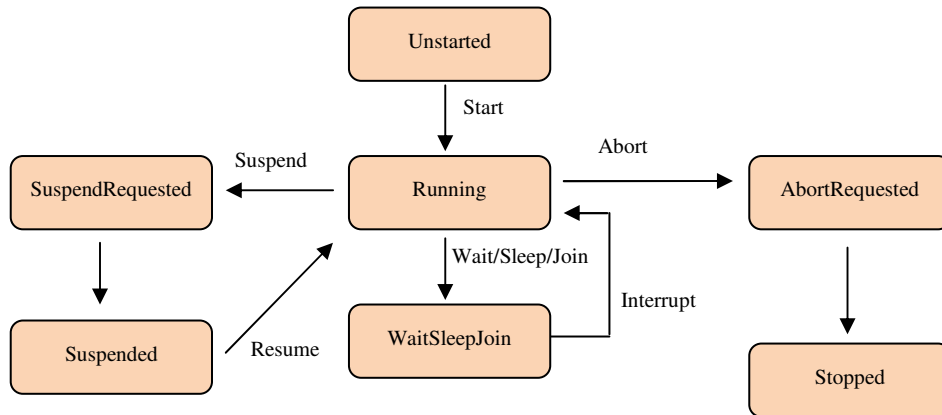 Unstarted
Start
Abort
Suspend
SuspendRequested
Running
AbortRequested
Wait/Sleep/Join
Interrupt
Suspended
Resume
WaitSleepJoin
Stopped